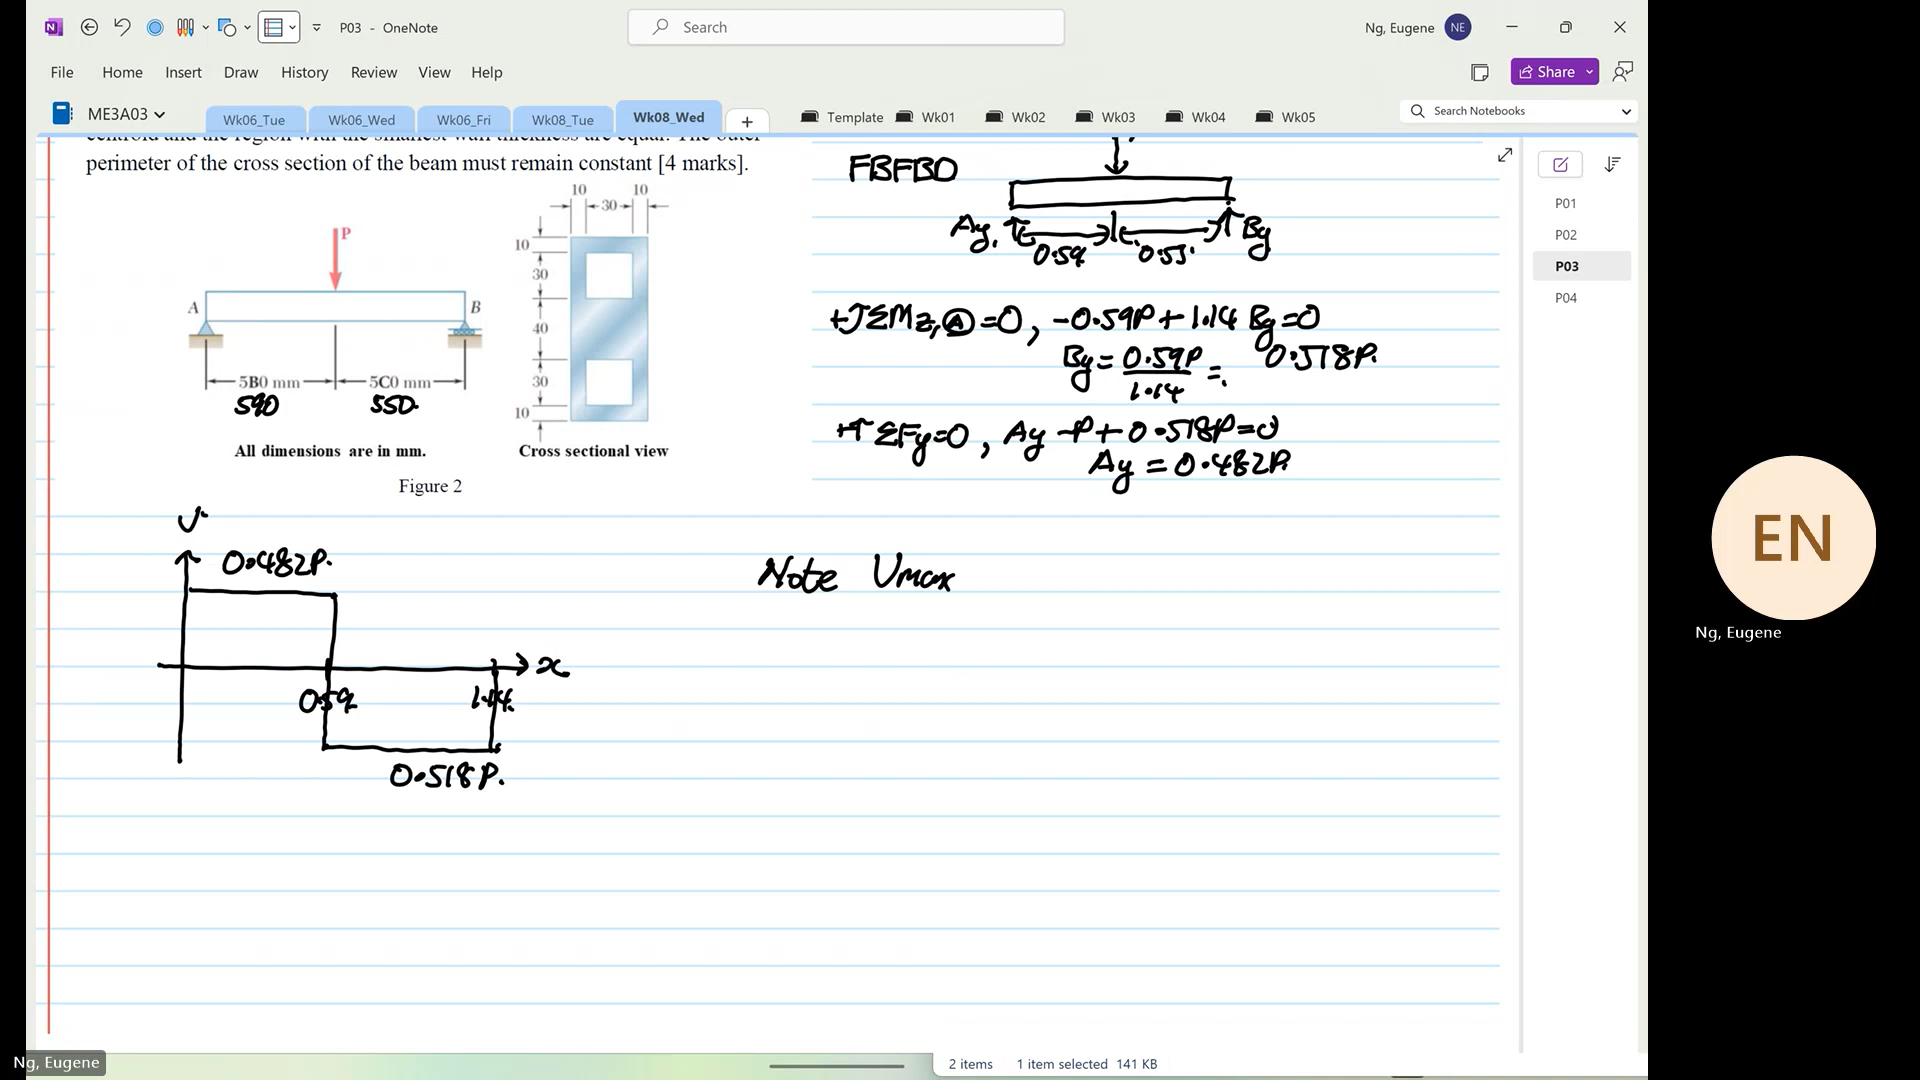 P03 - OneNote
Search
Ng, Eugene
NE
File Home Insert Draw History Review View Help
Share
ME3A03
Wk06_Tue Wk06_Wed Wk06_Fri Wk08_Tue Wk08_Wed
Template Wk01 Wk02 Wk03 Wk04 Wk05
Search Notebooks
P01
P02
P03
P04
perimeter of the cross section of the beam must remain constant [4 marks].
P
A
B
5B0 mm
5C0 mm
590
550
10 10
30
10
30
40
30
10
All dimensions are in mm.
Cross sectional view
Figure 2
FBFBD
Ay
By
0.59
0.55
+↺ΣMz,Ⓐ=0, -0.59P+1.14 By=0
By= 0.59P/1.14 = 0.518P.
+↑ΣFy=0, Ay -P+0.518P=0
Ay = 0.482P.
V
0.482P.
x
0.59
1.14
0.518P.
Note Vmax
EN
Ng, Eugene
Ng, Eugene
2 items 1 item selected 141 KB